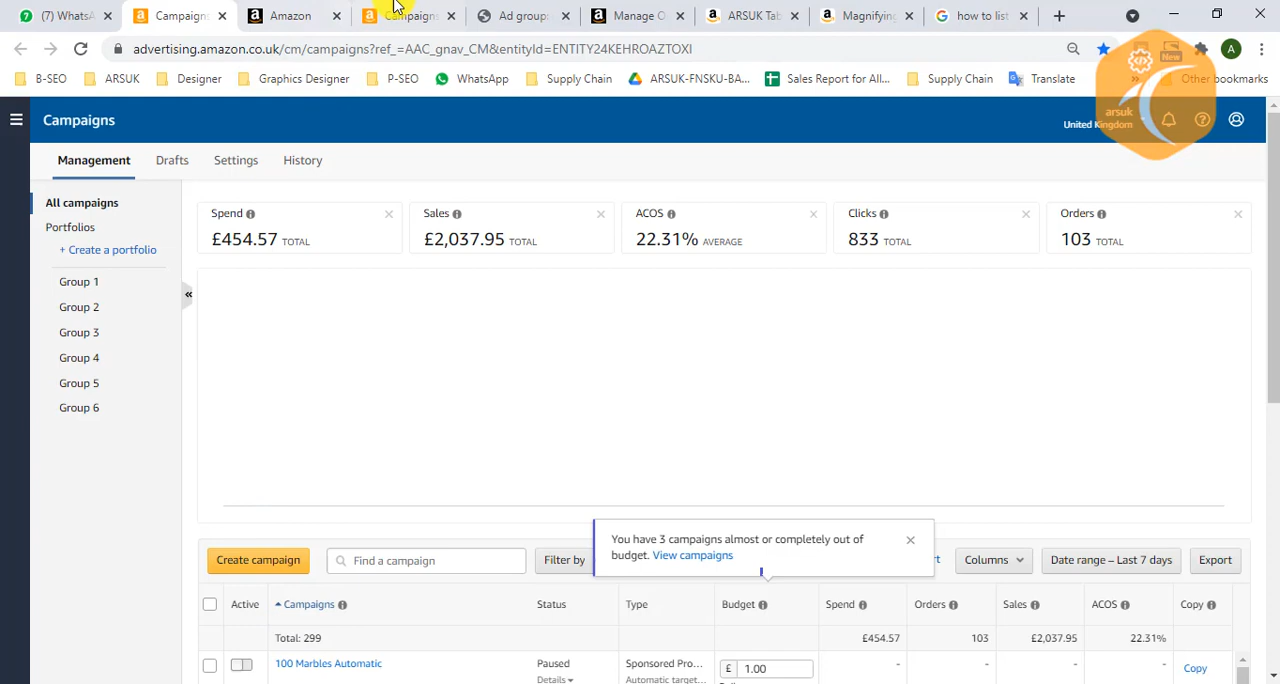 (7) WhatsA
Campaigns
Amazon
Campaigns
Ad group:
Manage O
ARSUK Tab
Magnifying
how to list
advertising.amazon.co.uk/cm/campaigns?ref_=AAC_gnav_CM&entityId=ENTITY24KEHROAZTOXI
A
B-SEO
ARSUK
Designer
Graphics Designer
P-SEO
WhatsApp
Supply Chain
ARSUK-FNSKU-BA...
Sales Report for All...
Supply Chain
Translate
Other bookmarks
New
arsuk
Campaigns
United Kingdom
Management
Drafts
Settings
History
All campaigns
Portfolios
+ Create a portfolio
Group 1
Group 2
Group 3
Group 4
Group 5
Group 6
Spend
£454.57 TOTAL
Sales
£2,037.95 TOTAL
ACOS
22.31% AVERAGE
Clicks
833 TOTAL
Orders
103 TOTAL
You have 3 campaigns almost or completely out of
budget. View campaigns
Create campaign
Find a campaign
Filter by
Columns
Date range – Last 7 days
Export
Active
Campaigns
Status
Type
Budget
Spend
Orders
Sales
ACOS
Copy
Total: 299
£454.57
103
£2,037.95
22.31%
100 Marbles Automatic
Paused
Details
Sponsored Pro...
Automatic target...
£ 1.00
-
-
-
-
Copy